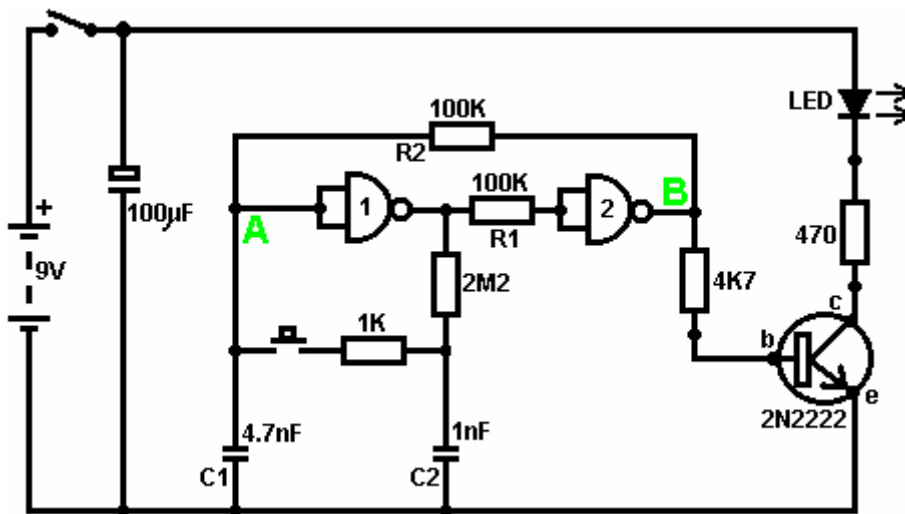 LED
100K
R2
A
1
100K
R1
2
B
+
100µF
9V
2M2
4K7
470
c
1K
b
e
2N2222
4.7nF
1nF
C1
C2